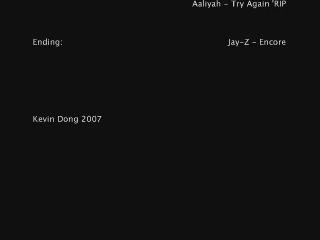 Aaliyah - Try Again 'RIP
Ending: Jay-Z - Encore
Kevin Dong 2007